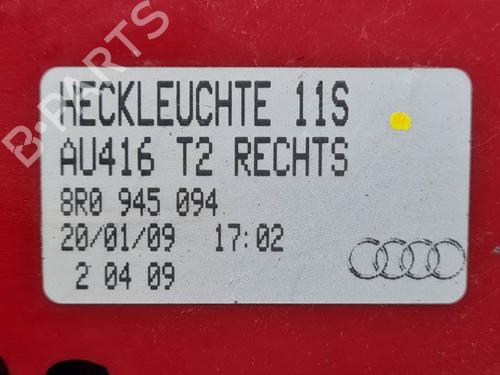 HECKLEUCHTE 11S
AU416 T2 RECHTS
8R0 945 094
20/01/09 17:02
2 04 09
B-PARTS